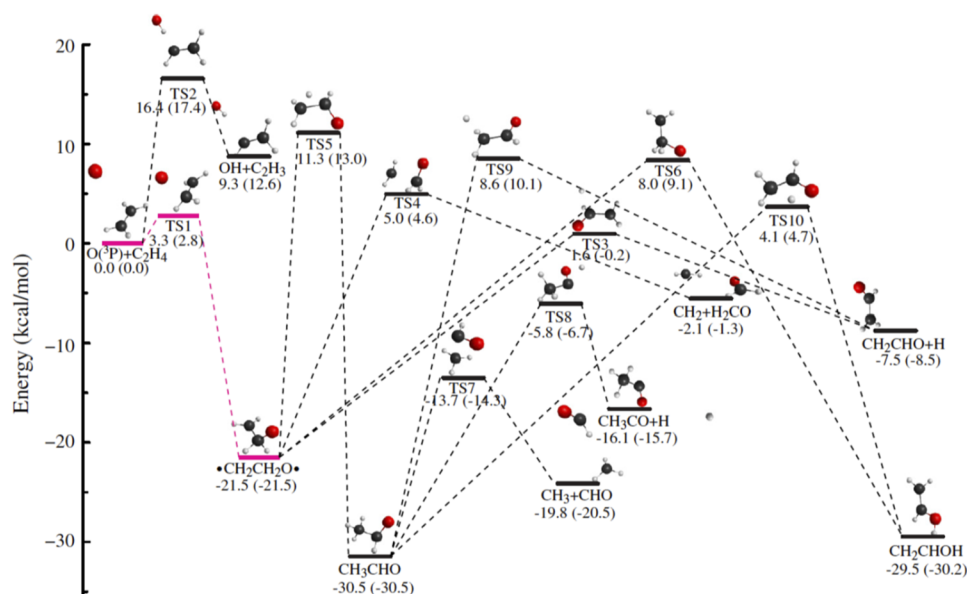 20
10
0
−10
−20
−30
Energy (kcal/mol)
TS2
16.4 (17.4)
OH+C₂H₃
9.3 (12.6)
TS5
11.3 (13.0)
TS9
8.6 (10.1)
TS6
8.0 (9.1)
TS1
3.3 (2.8)
O(³P)+C₂H₄
0.0 (0.0)
TS4
5.0 (4.6)
TS3
1.6 (-0.2)
TS10
4.1 (4.7)
TS8
-5.8 (-6.7)
CH₂+H₂CO
-2.1 (-1.3)
CH₂CHO+H
-7.5 (-8.5)
TS7
-13.7 (-14.3)
CH₃CO+H
-16.1 (-15.7)
•CH₂CH₂O•
-21.5 (-21.5)
CH₃+CHO
-19.8 (-20.5)
CH₃CHO
-30.5 (-30.5)
CH₂CHOH
-29.5 (-30.2)